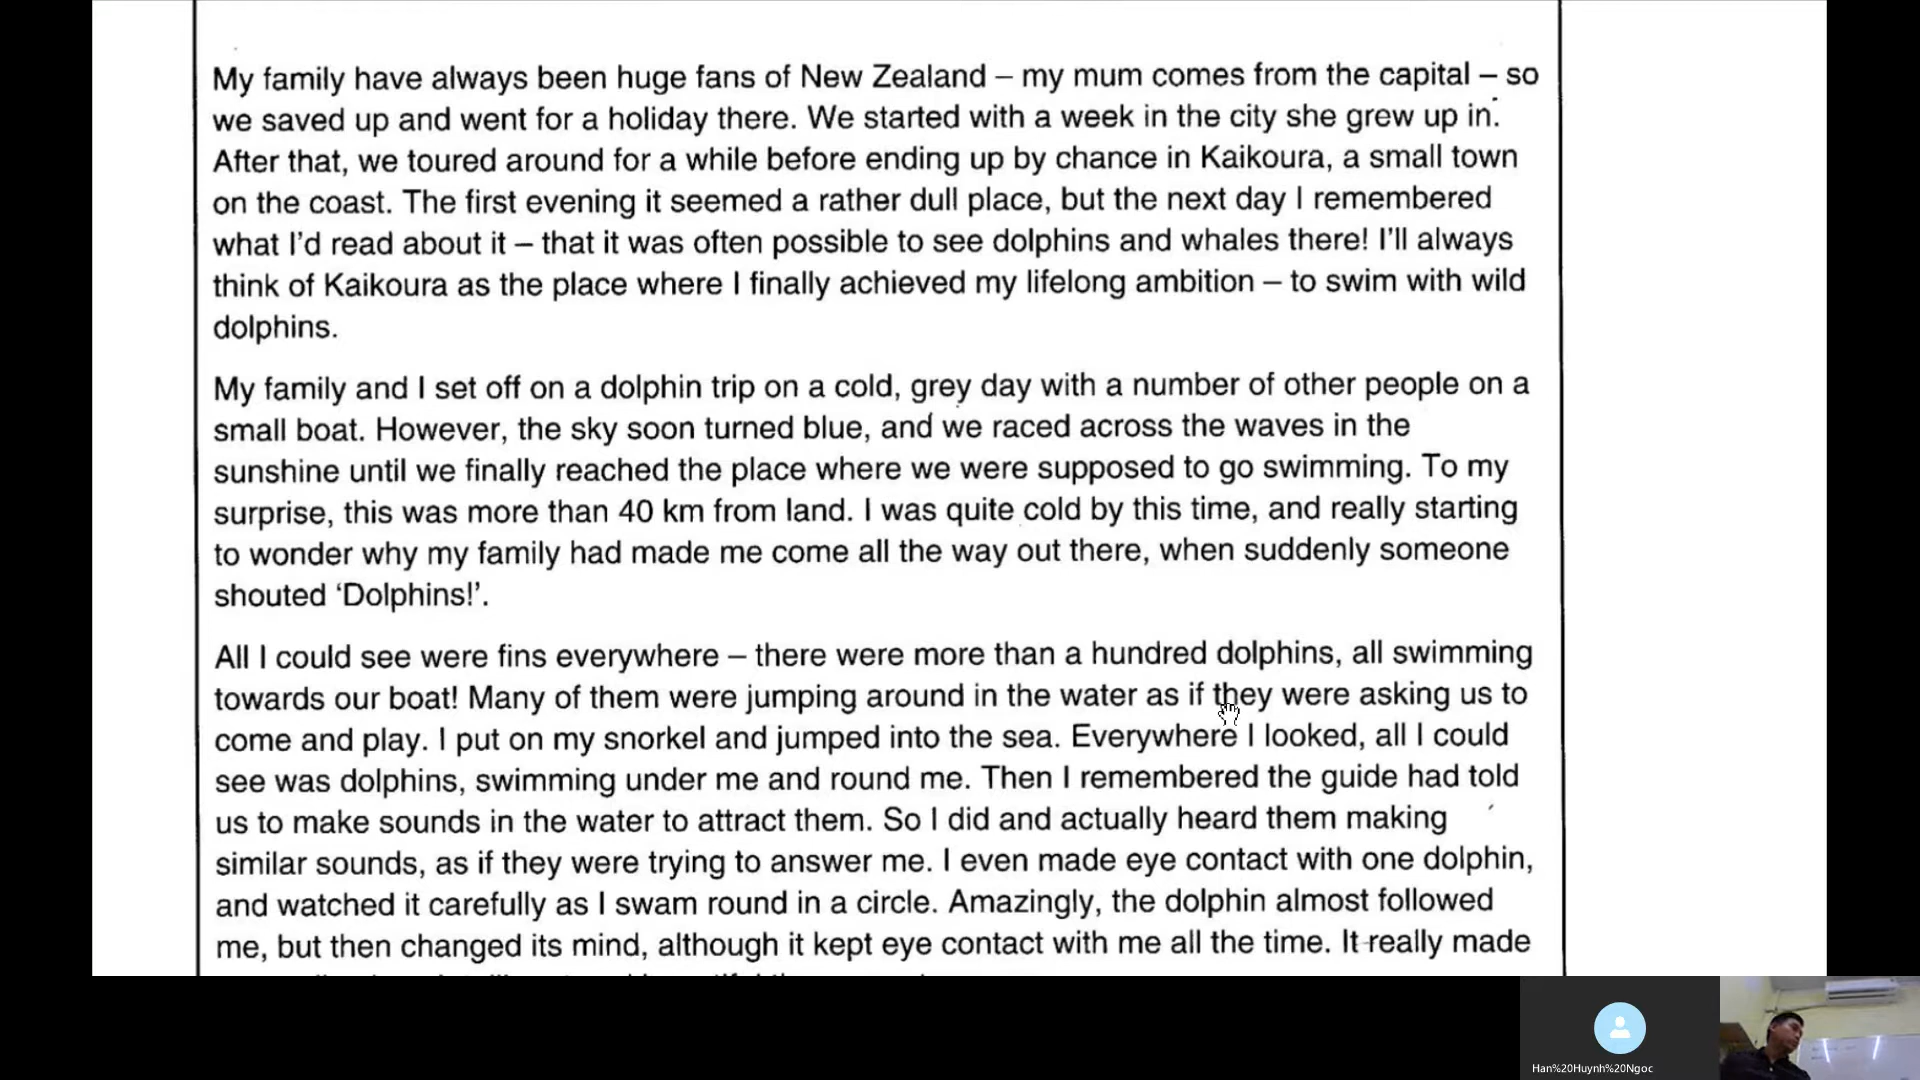 My family have always been huge fans of New Zealand – my mum comes from the capital – so
we saved up and went for a holiday there. We started with a week in the city she grew up in.
After that, we toured around for a while before ending up by chance in Kaikoura, a small town
on the coast. The first evening it seemed a rather dull place, but the next day I remembered
what I'd read about it – that it was often possible to see dolphins and whales there! I'll always
think of Kaikoura as the place where I finally achieved my lifelong ambition – to swim with wild
dolphins.
My family and I set off on a dolphin trip on a cold, grey day with a number of other people on a
small boat. However, the sky soon turned blue, and we raced across the waves in the
sunshine until we finally reached the place where we were supposed to go swimming. To my
surprise, this was more than 40 km from land. I was quite cold by this time, and really starting
to wonder why my family had made me come all the way out there, when suddenly someone
shouted ‘Dolphins!’.
All I could see were fins everywhere – there were more than a hundred dolphins, all swimming
towards our boat! Many of them were jumping around in the water as if they were asking us to
come and play. I put on my snorkel and jumped into the sea. Everywhere I looked, all I could
see was dolphins, swimming under me and round me. Then I remembered the guide had told
us to make sounds in the water to attract them. So I did and actually heard them making
similar sounds, as if they were trying to answer me. I even made eye contact with one dolphin,
and watched it carefully as I swam round in a circle. Amazingly, the dolphin almost followed
me, but then changed its mind, although it kept eye contact with me all the time. It really made
Han%20Huynh%20Ngoc